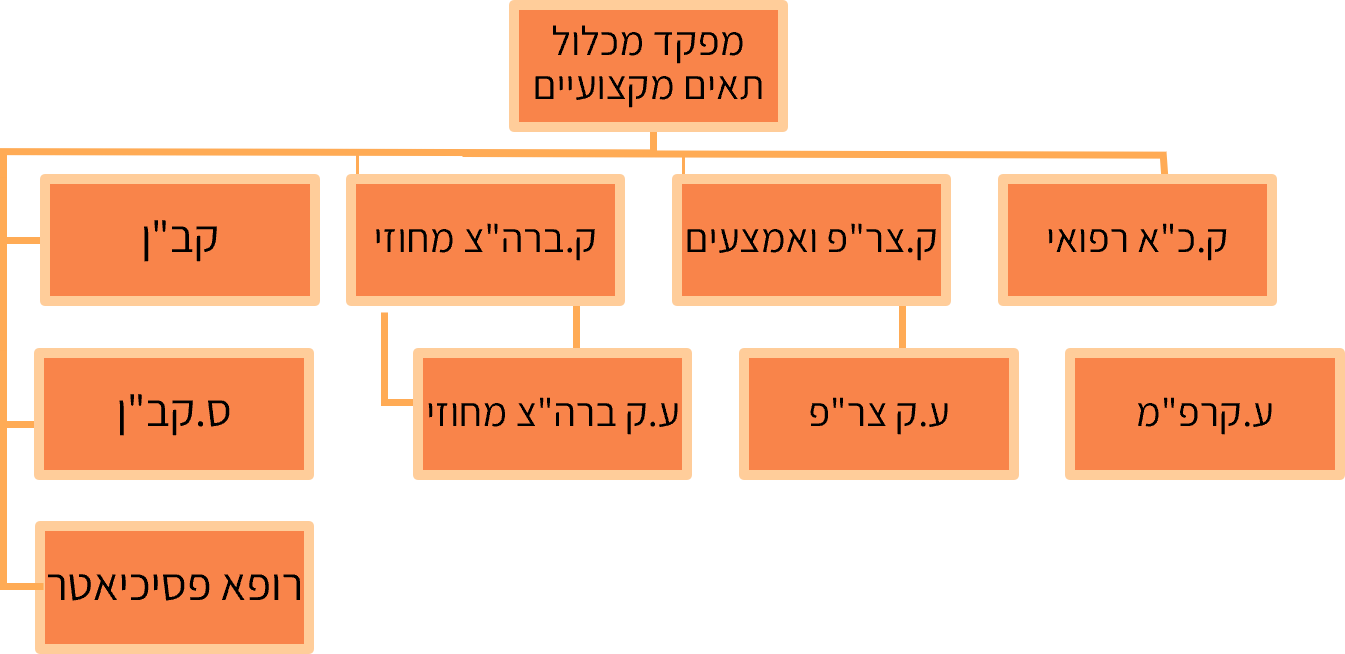 מפקד מכלול
תאים מקצועיים
ק.כ"א רפואי
ק.צר"פ ואמצעים
ק.ברה"צ מחוזי
קב"ן
ע.קרפ"מ
ע.ק צר"פ
ע.ק ברה"צ מחוזי
ס.קב"ן
רופא פסיכיאטר